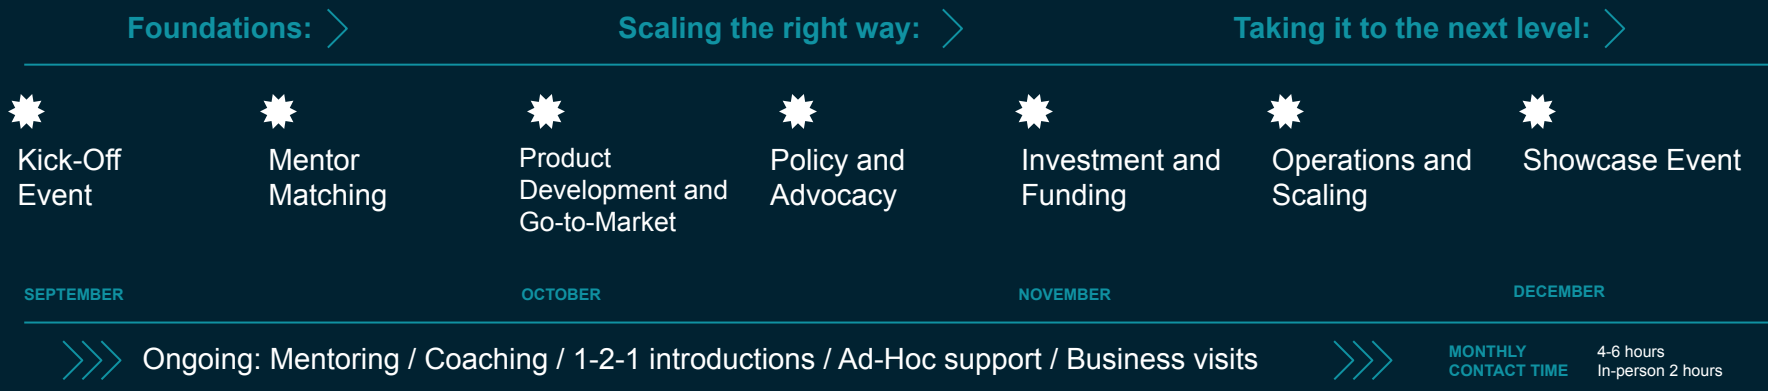 Foundations:
Scaling the right way:
Taking it to the next level:
Kick-Off
Event
Mentor
Matching
Product
Development and
Go-to-Market
Policy and
Advocacy
Investment and
Funding
Operations and
Scaling
Showcase Event
SEPTEMBER
OCTOBER
NOVEMBER
DECEMBER
Ongoing: Mentoring / Coaching / 1-2-1 introductions / Ad-Hoc support / Business visits
MONTHLY
CONTACT TIME
4-6 hours
In-person 2 hours